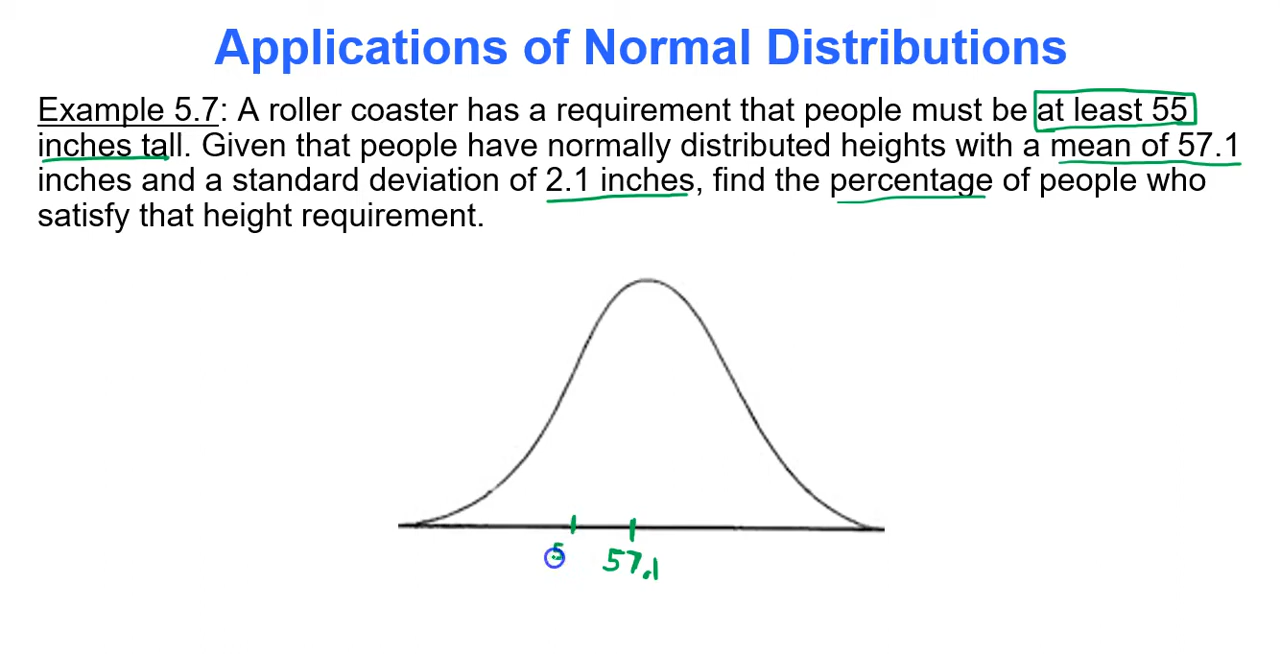 Applications of Normal Distributions
Example 5.7: A roller coaster has a requirement that people must be at least 55
inches tall. Given that people have normally distributed heights with a mean of 57.1
inches and a standard deviation of 2.1 inches, find the percentage of people who
satisfy that height requirement.
5 57.1